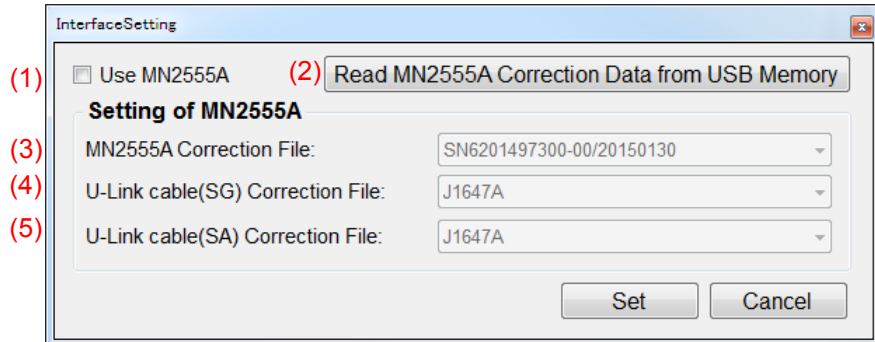 InterfaceSetting
(1) Use MN2555A (2) Read MN2555A Correction Data from USB Memory
Setting of MN2555A
(3) MN2555A Correction File: SN6201497300-00/20150130
(4) U-Link cable(SG) Correction File: J1647A
(5) U-Link cable(SA) Correction File: J1647A
Set Cancel